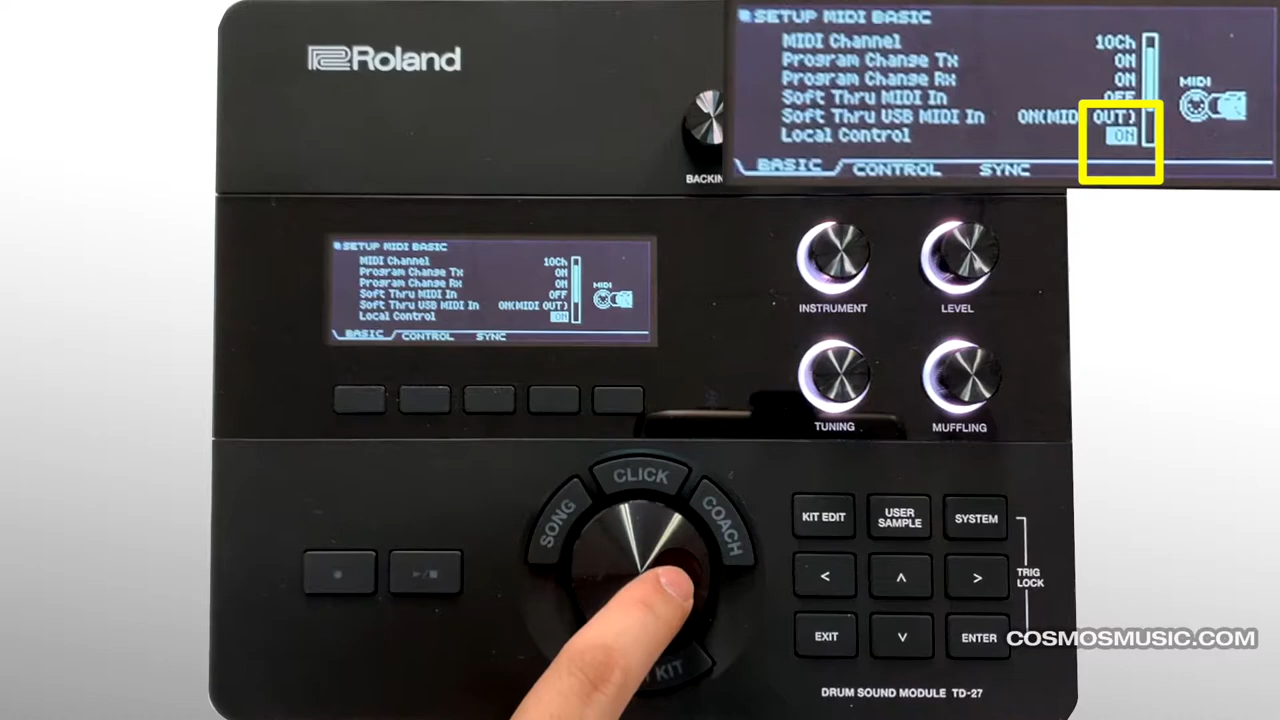 Roland
SETUP MIDI BASIC
MIDI Channel 10Ch
Program Change Tx ON
Program Change Rx ON
Soft Thru MIDI In OFF
Soft Thru USB MIDI In ON(MIDI OUT)
Local Control ON
MIDI
BASIC CONTROL SYNC
SETUP MIDI BASIC
MIDI Channel 10Ch
Program Change Tx ON
Program Change Rx ON
Soft Thru MIDI In OFF
Soft Thru USB MIDI In ON(MIDI OUT)
Local Control ON
MIDI
BASIC CONTROL SYNC
INSTRUMENT LEVEL
TUNING MUFFLING
SONG
CLICK
COACH
KIT
KIT EDIT
USER
SAMPLE
SYSTEM
TRIG
LOCK
EXIT
ENTER
COSMOSMUSIC.COM
DRUM SOUND MODULE TD-27